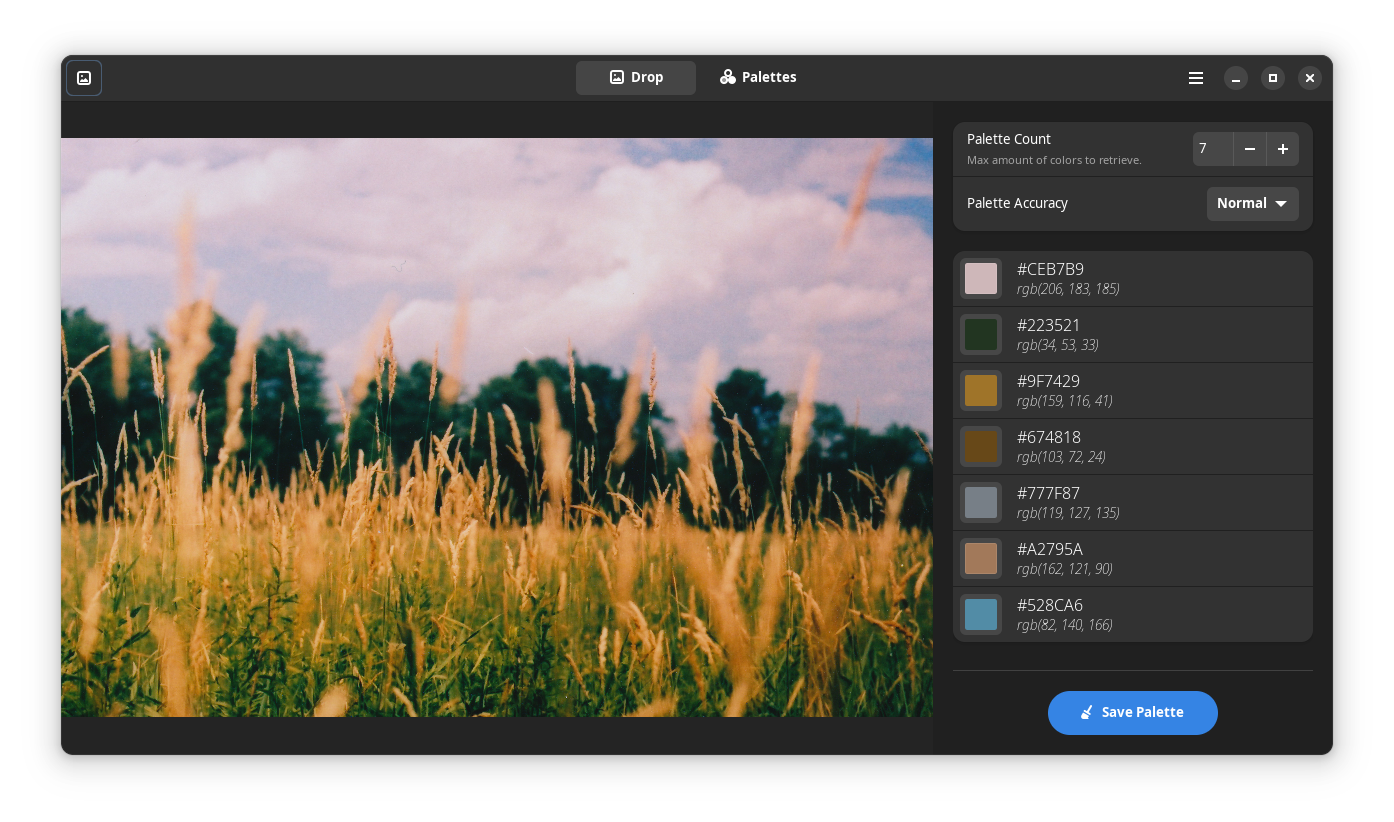 Drop
Palettes
Palette Count
Max amount of colors to retrieve.
7
Palette Accuracy
Normal
#CEB7B9
rgb(206, 183, 185)
#223521
rgb(34, 53, 33)
#9F7429
rgb(159, 116, 41)
#674818
rgb(103, 72, 24)
#777F87
rgb(119, 127, 135)
#A2795A
rgb(162, 121, 90)
#528CA6
rgb(82, 140, 166)
Save Palette